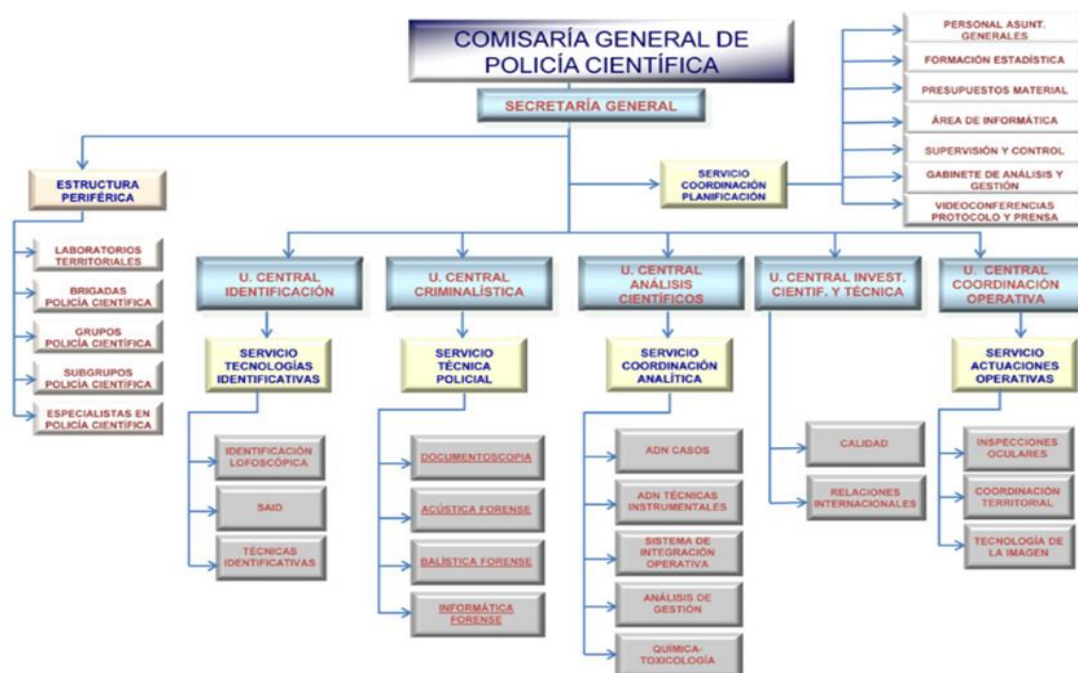 COMISARÍA GENERAL DE
POLICÍA CIENTÍFICA
SECRETARÍA GENERAL
PERSONAL ASUNT.
GENERALES
FORMACIÓN ESTADÍSTICA
PRESUPUESTOS MATERIAL
ÁREA DE INFORMÁTICA
SUPERVISIÓN Y CONTROL
GABINETE DE ANÁLISIS Y
GESTIÓN
VIDEOCONFERENCIAS
PROTOCOLO Y PRENSA
SERVICIO
COORDINACIÓN
PLANIFICACIÓN
ESTRUCTURA
PERIFÉRICA
LABORATORIOS
TERRITORIALES
BRIGADAS
POLICÍA CIENTÍFICA
GRUPOS
POLICÍA CIENTÍFICA
SUBGRUPOS
POLICÍA CIENTÍFICA
ESPECIALISTAS EN
POLICÍA CIENTÍFICA
U. CENTRAL
IDENTIFICACIÓN
SERVICIO
TECNOLOGÍAS
IDENTIFICATIVAS
IDENTIFICACIÓN
LOFOSCÓPICA
SAID
TÉCNICAS
IDENTIFICATIVAS
U. CENTRAL
CRIMINALÍSTICA
SERVICIO
TÉCNICA
POLICIAL
DOCUMENTOSCOPIA
ACÚSTICA FORENSE
BALÍSTICA FORENSE
INFORMÁTICA
FORENSE
U. CENTRAL
ANÁLISIS
CIENTÍFICOS
SERVICIO
COORDINACIÓN
ANALÍTICA
ADN CASOS
ADN TÉCNICAS
INSTRUMENTALES
SISTEMA DE
INTEGRACIÓN
OPERATIVA
ANÁLISIS DE
GESTIÓN
QUÍMICA-
TOXICOLOGÍA
U. CENTRAL INVEST.
CIENTIF. Y TÉCNICA
CALIDAD
RELACIONES
INTERNACIONALES
U. CENTRAL
COORDINACIÓN
OPERATIVA
SERVICIO
ACTUACIONES
OPERATIVAS
INSPECCIONES
OCULARES
COORDINACIÓN
TERRITORIAL
TECNOLOGÍA DE
LA IMAGEN